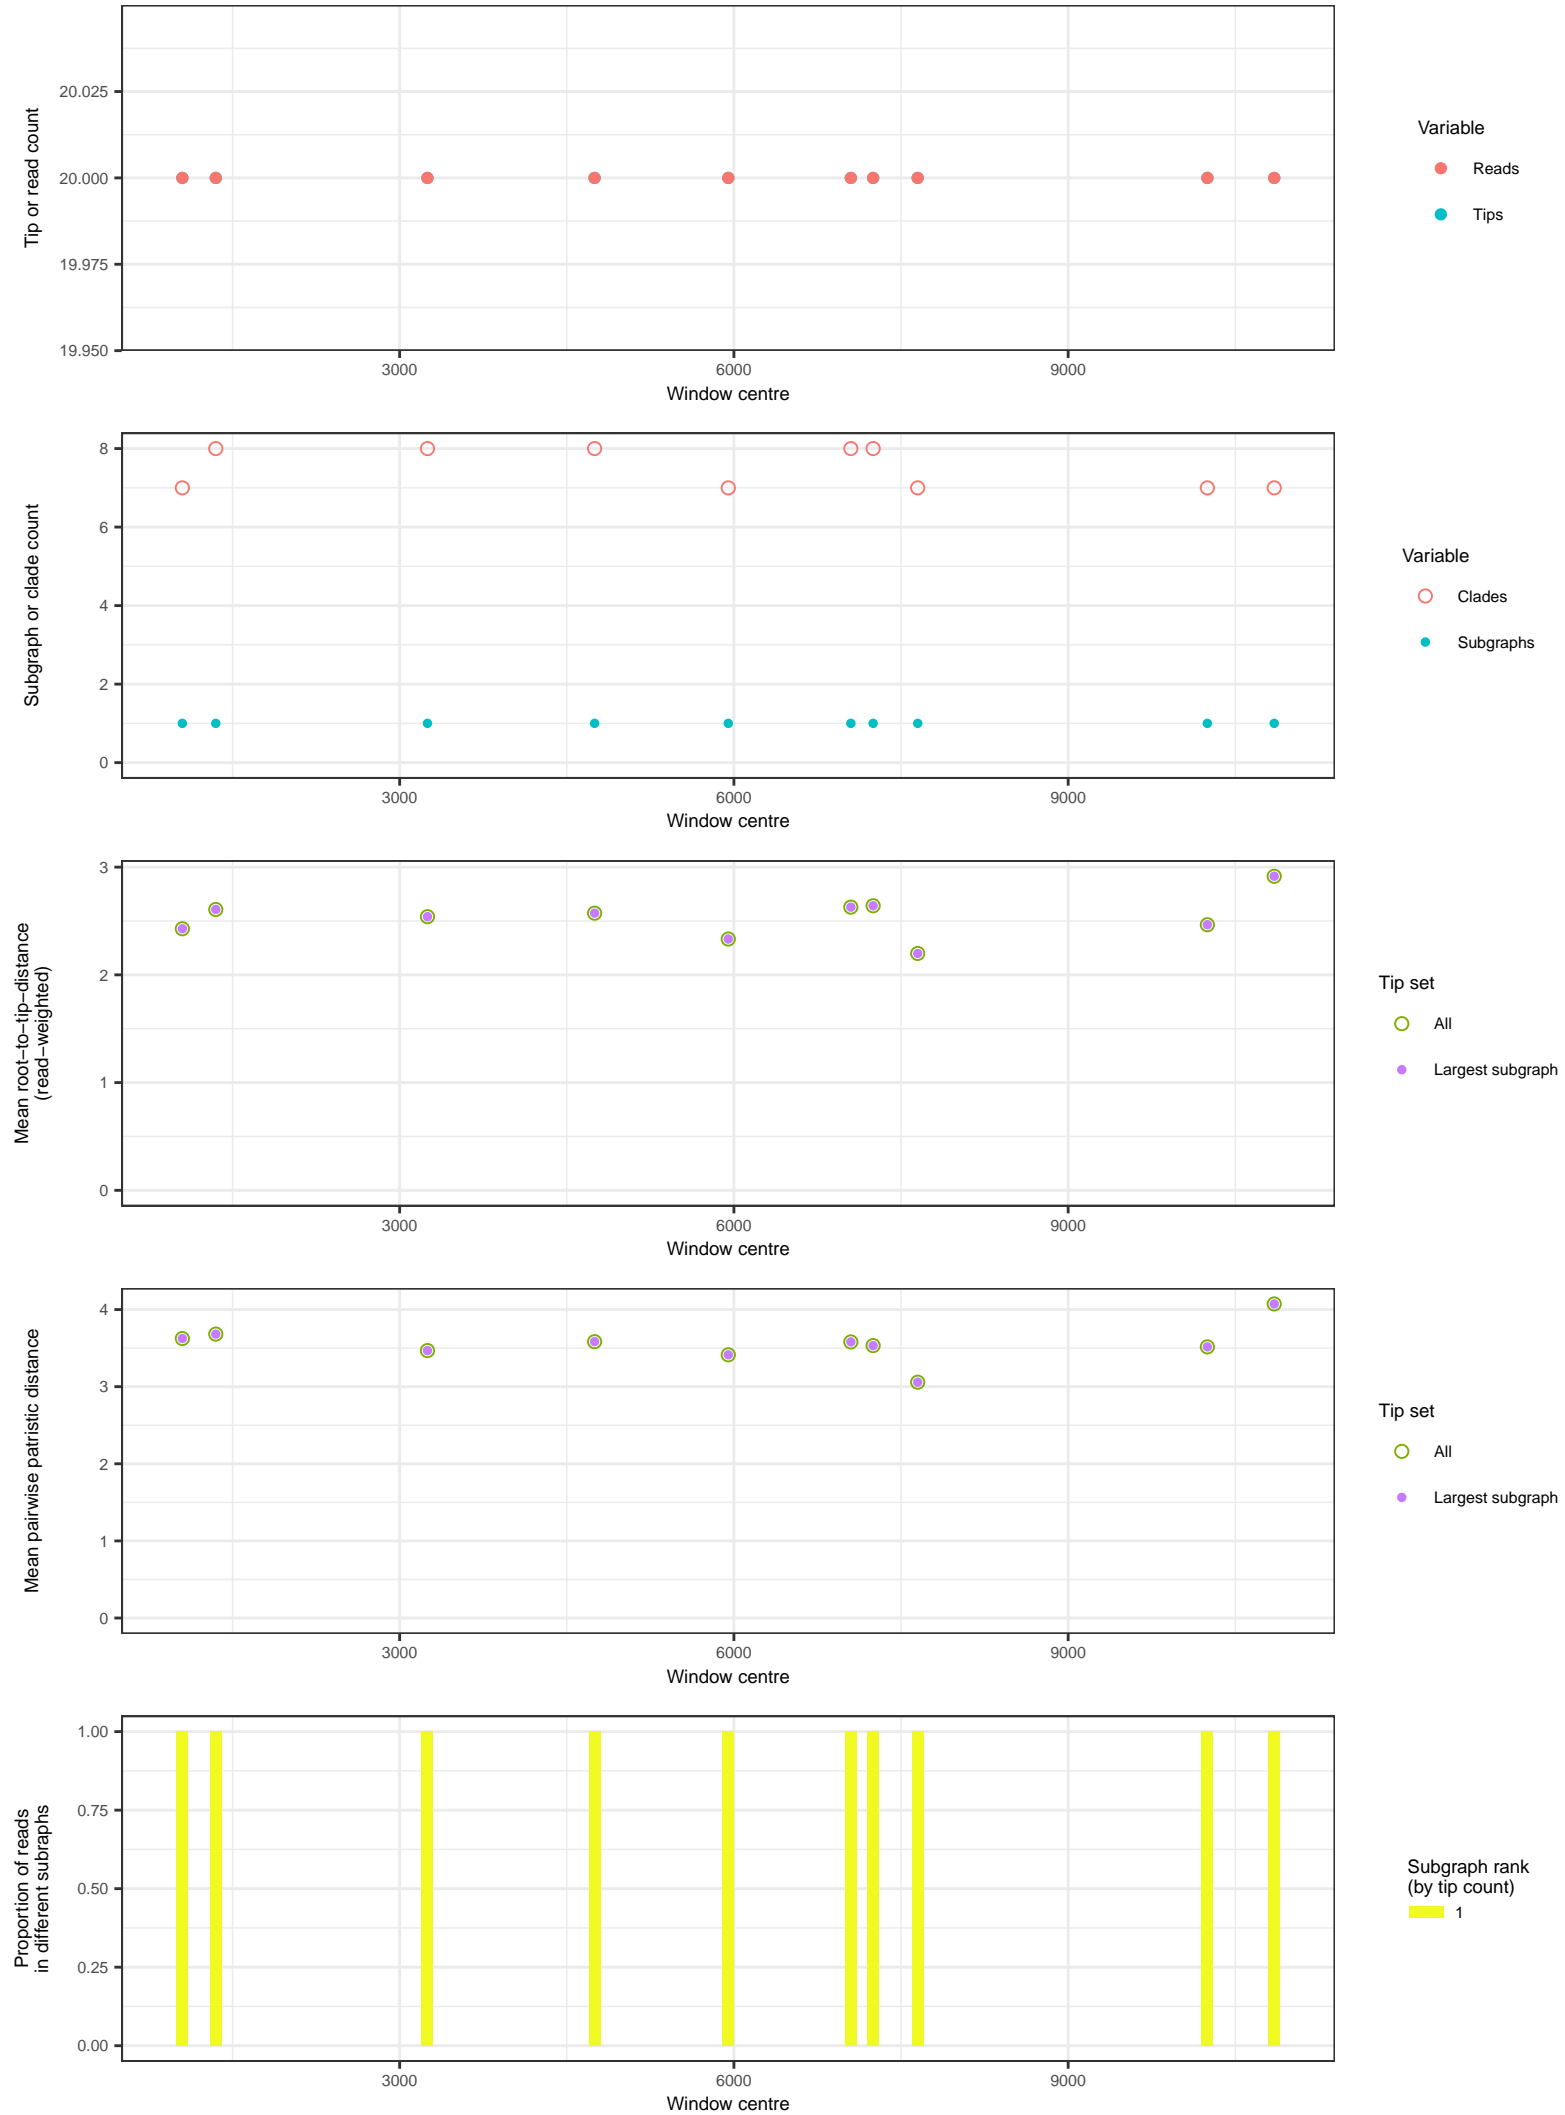 20.025
20.000
19.975
19.950
Tip or read count
3000 6000 9000
Window centre
Variable
Reads
Tips
8
6
4
2
0
Subgraph or clade count
3000 6000 9000
Window centre
Variable
Clades
Subgraphs
3
2
1
0
Mean root−to−tip−distance
(read−weighted)
3000 6000 9000
Window centre
Tip set
All
Largest subgraph
4
3
2
1
0
Mean pairwise patristic distance
3000 6000 9000
Window centre
Tip set
All
Largest subgraph
1.00
0.75
0.50
0.25
0.00
Proportion of reads
in different subraphs
3000 6000 9000
Window centre
Subgraph rank
(by tip count)
1